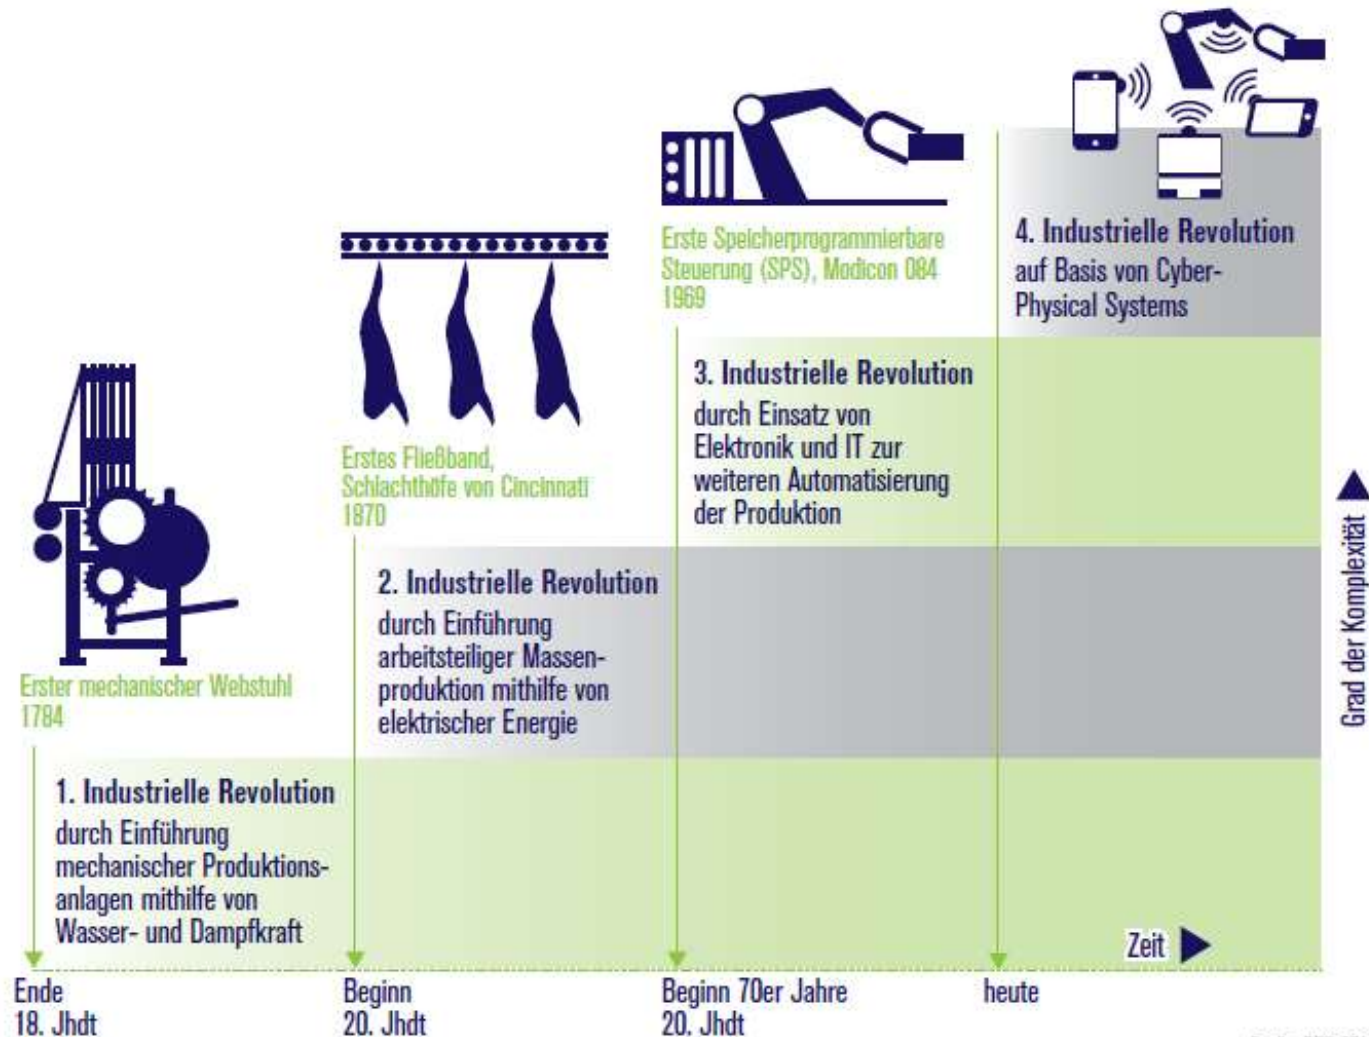 Erste Speicherprogrammierbare
Steuerung (SPS), Modicon 084
1969
4. Industrielle Revolution
auf Basis von Cyber-
Physical Systems
3. Industrielle Revolution
durch Einsatz von
Elektronik und IT zur
weiteren Automatisierung
der Produktion
Erstes Fließband,
Schlachthöfe von Cincinnati
1870
2. Industrielle Revolution
durch Einführung
arbeitsteiliger Massen-
produktion mithilfe von
elektrischer Energie
Erster mechanischer Webstuhl
1784
1. Industrielle Revolution
durch Einführung
mechanischer Produktions-
anlagen mithilfe von
Wasser- und Dampfkraft
Grad der Komplexität
Zeit
Ende
18. Jhdt
Beginn
20. Jhdt
Beginn 70er Jahre
20. Jhdt
heute